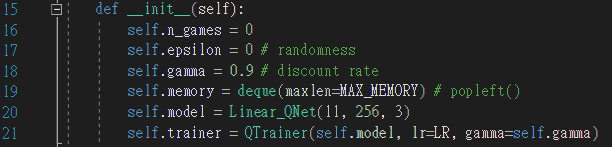 15 def __init__(self):
16 self.n_games = 0
17 self.epsilon = 0 # randomness
18 self.gamma = 0.9 # discount rate
19 self.memory = deque(maxlen=MAX_MEMORY) # popleft()
20 self.model = Linear_QNet(11, 256, 3)
21 self.trainer = QTrainer(self.model, lr=LR, gamma=self.gamma)